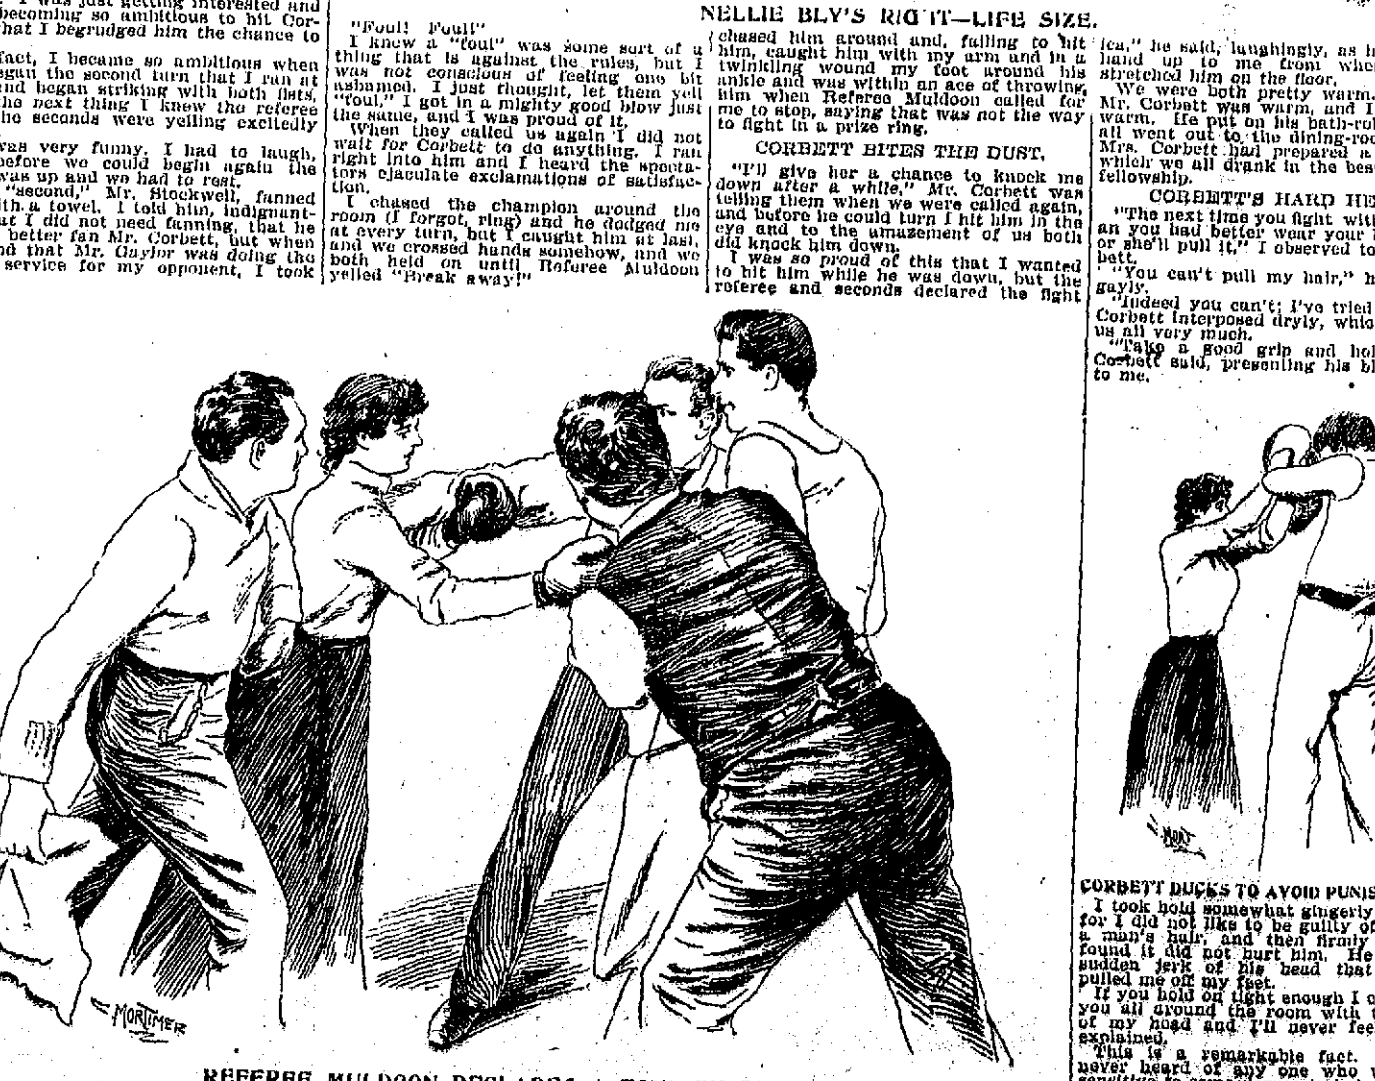 I was just getting interested and
becoming so ambitious to hit Cor-
that I begrudged him the chance to
fact, I became so ambitious when
began the second turn that I ran at
and began striking with both fists.
the next thing I knew the referee
the seconds were yelling excitedly
was very funny. I had to laugh,
before we could begin again the
was up and we had to rest.
"second," Mr. Stockwell, fanned
with a towel. I told him, indignant-
at I did not need fanning, that he
better fan Mr. Corbett, but when
nd that Mr. Gaylor was doing the
service for my opponent, I took
"Foul! Foul!"
I knew a "foul" was some sort of a
thing that is against the rules, but I
was not conscious of feeling one bit
ashamed. I just thought, let them yell
"foul," I got in a mighty good blow just
the same, and I was proud of it.
When they called us again I did not
wait for Corbett to do anything. I ran
right into him and I heard the specta-
tors ejaculate exclamations of satisfac-
tion.
I chased the champion around the
room (I forgot, ring) and he dodged me
at every turn, but I caught him at last,
and we crossed hands somehow, and we
both held on until Referee Muldoon
yelled "Break away!"
NELLIE BLY'S RIGHT—LIFE SIZE.
chased him around and, failing to hit
him, caught him with my arm and in a
twinkling wound my foot around his
ankle and was within an ace of throwing
him when Referee Muldoon called for
me to stop, saying that was not the way
to fight in a prize ring.
CORBETT BITES THE DUST.
"I'll give her a chance to knock me
down after a while," Mr. Corbett was
telling them when we were called again,
and before he could turn I hit him in the
eye and to the amazement of us both
did knock him down.
I was so proud of this that I wanted
to hit him while he was down, but the
referee and seconds declared the fight
ica," he said, laughingly, as h
hand up to me from whe
stretched him on the floor.
We were both pretty warm.
Mr. Corbett was warm, and I
warm. He put on his bath-rob
all went out to the dining-roo
Mrs. Corbett had prepared a
which we all drank in the bes
fellowship.
CORBETT'S HARD HE
"The next time you fight with
an you had better wear your
or she'll pull it," I observed to
bett.
"You can't pull my hair," h
gayly.
"Indeed you can't; I've tried
Corbett interposed dryly, whic
us all very much.
"Take a good grip and hol
Corbett said, presenting his bl
to me.
MORT
CORBETT DUCKS TO AVOID PUNIS
I took hold somewhat gingerly
for I did not like to be guilty of
a man's hair, and then firmly
found it did not hurt him. He
sudden jerk of his head that
pulled me off my feet.
If you hold on tight enough I c
you all around the room with t
of my head and I'll never fee
explained.
This is a remarkable fact.
never heard of any one who
MORTIMER
REFEREE MULDOON DECLARES A